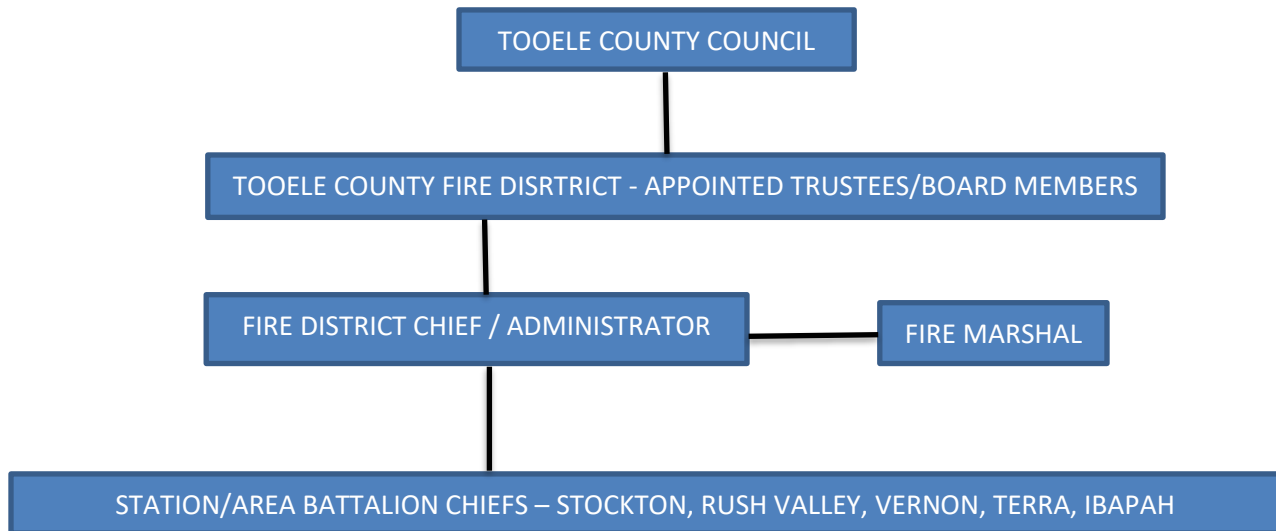 TOOELE COUNTY COUNCIL
TOOELE COUNTY FIRE DISRTRICT - APPOINTED TRUSTEES/BOARD MEMBERS
FIRE DISTRICT CHIEF / ADMINISTRATOR
FIRE MARSHAL
STATION/AREA BATTALION CHIEFS – STOCKTON, RUSH VALLEY, VERNON, TERRA, IBAPAH